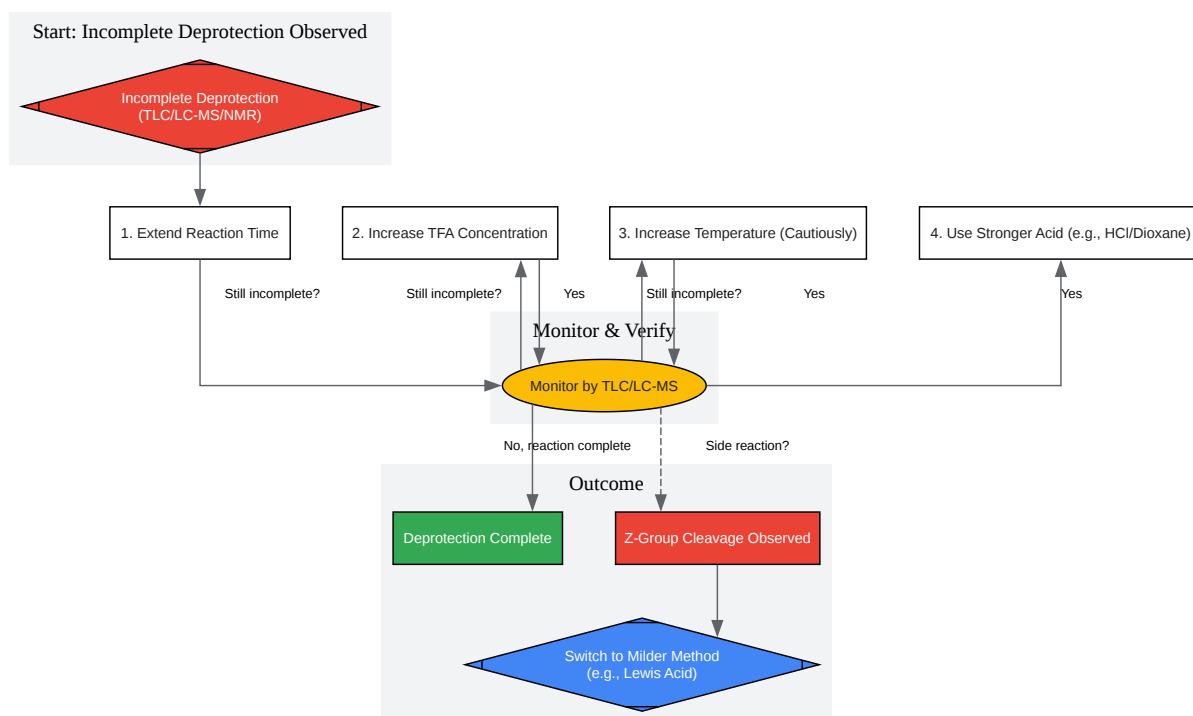 Start: Incomplete Deprotection Observed
Incomplete Deprotection
(TLC/LC-MS/NMR)
1. Extend Reaction Time
2. Increase TFA Concentration
3. Increase Temperature (Cautiously)
4. Use Stronger Acid (e.g., HCl/Dioxane)
Still incomplete?
Still incomplete?
Yes
Still incomplete?
Yes
Yes
Monitor & Verify
Monitor by TLC/LC-MS
No, reaction complete
Side reaction?
Outcome
Deprotection Complete
Z-Group Cleavage Observed
Switch to Milder Method
(e.g., Lewis Acid)